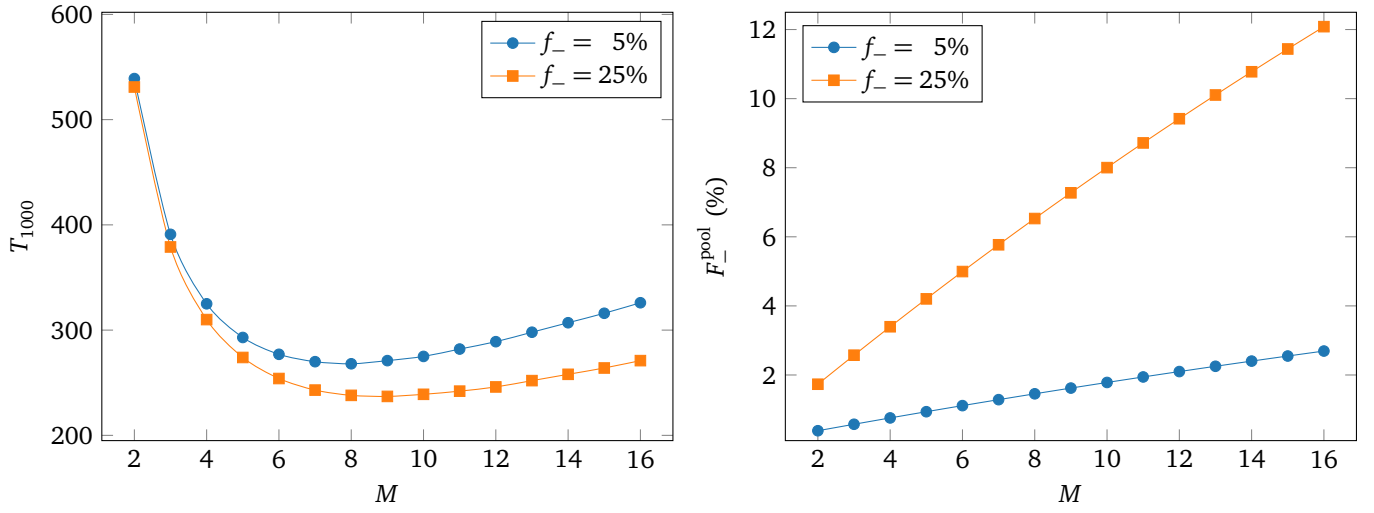 600
500
400
300
200
T₁₀₀₀
2 4 6 8 10 12 14 16
M
f₋ = 5%
f₋ = 25%
12
10
8
6
4
2
F₋^pool (%)
2 4 6 8 10 12 14 16
M
f₋ = 5%
f₋ = 25%